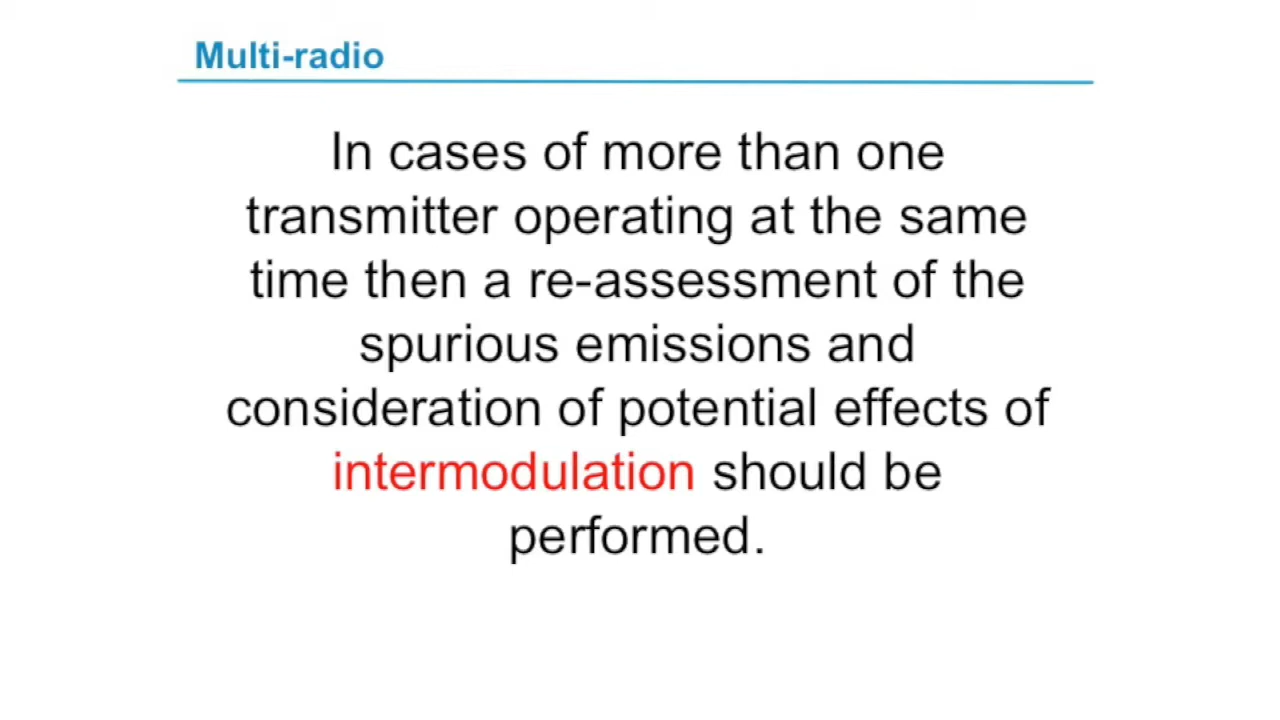 Multi-radio
In cases of more than one
transmitter operating at the same
time then a re-assessment of the
spurious emissions and
consideration of potential effects of
intermodulation should be
performed.